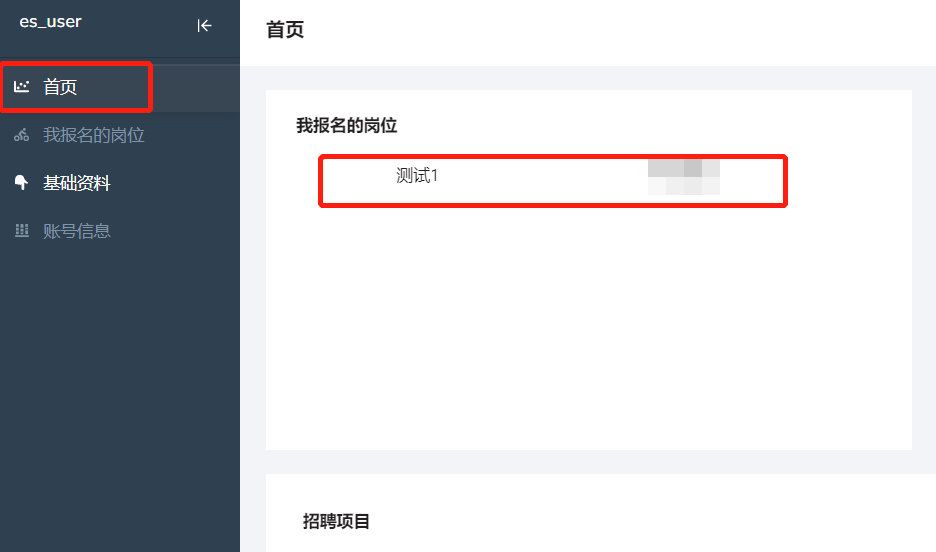 es_user
首页
我报名的岗位
基础资料
账号信息
首页
我报名的岗位
测试1
招聘项目